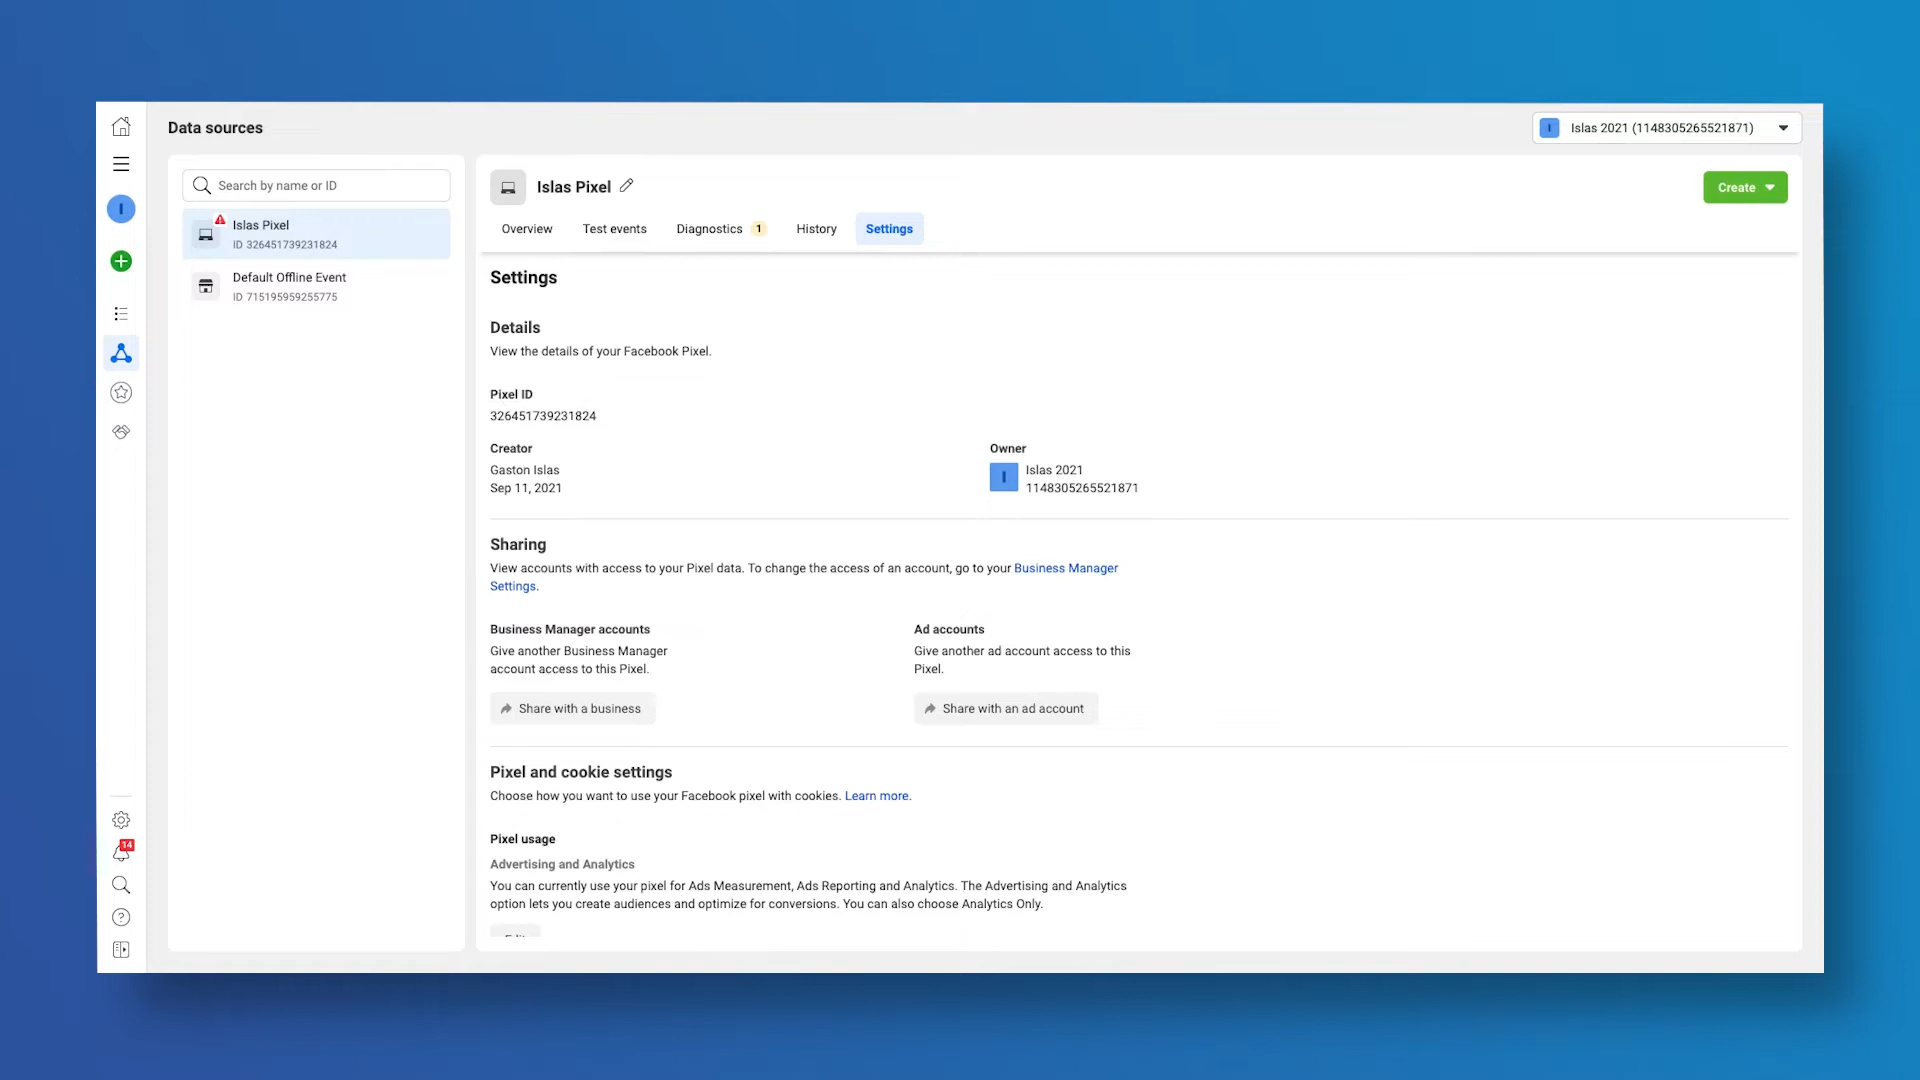 Data sources
I
Islas 2021 (1148305265521871)
Search by name or ID
Islas Pixel
ID 326451739231824
Default Offline Event
ID 715195959255775
I
14
Islas Pixel
Create
Overview
Test events
Diagnostics
1
History
Settings
Settings
Details
View the details of your Facebook Pixel.
Pixel ID
326451739231824
Creator
Gaston Islas
Sep 11, 2021
Owner
I
Islas 2021
1148305265521871
Sharing
View accounts with access to your Pixel data. To change the access of an account, go to your Business Manager
Settings.
Business Manager accounts
Give another Business Manager
account access to this Pixel.
Share with a business
Ad accounts
Give another ad account access to this
Pixel.
Share with an ad account
Pixel and cookie settings
Choose how you want to use your Facebook pixel with cookies. Learn more.
Pixel usage
Advertising and Analytics
You can currently use your pixel for Ads Measurement, Ads Reporting and Analytics. The Advertising and Analytics
option lets you create audiences and optimize for conversions. You can also choose Analytics Only.